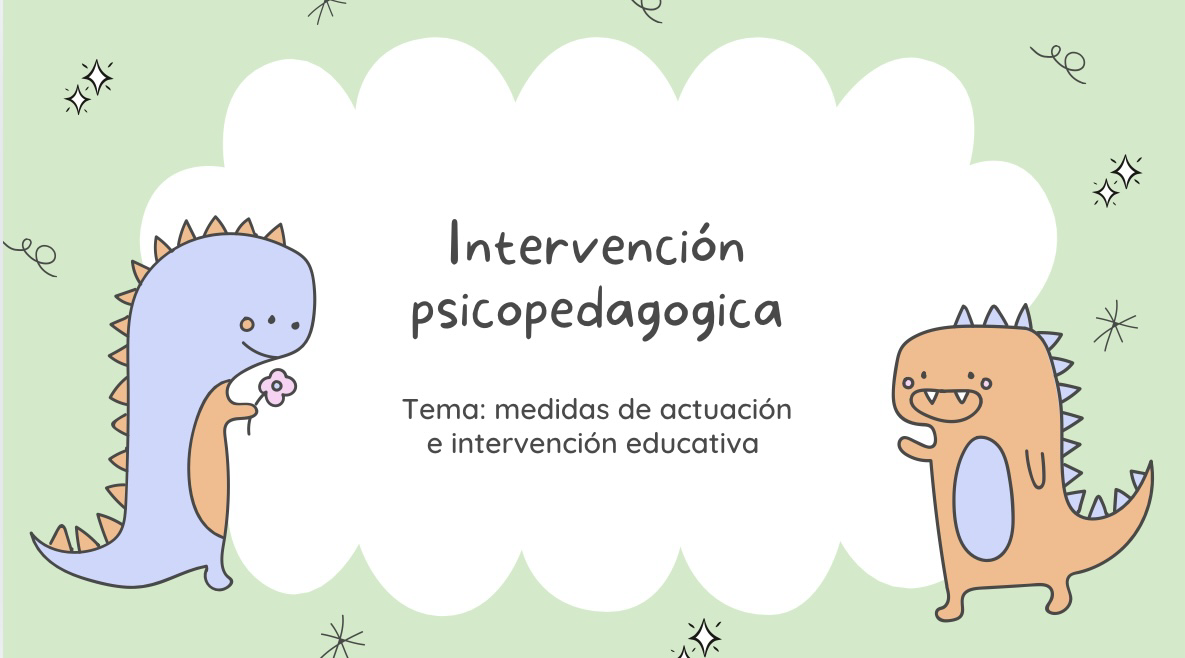 Intervención
psicopedagogica
Tema: medidas de actuación
e intervención educativa